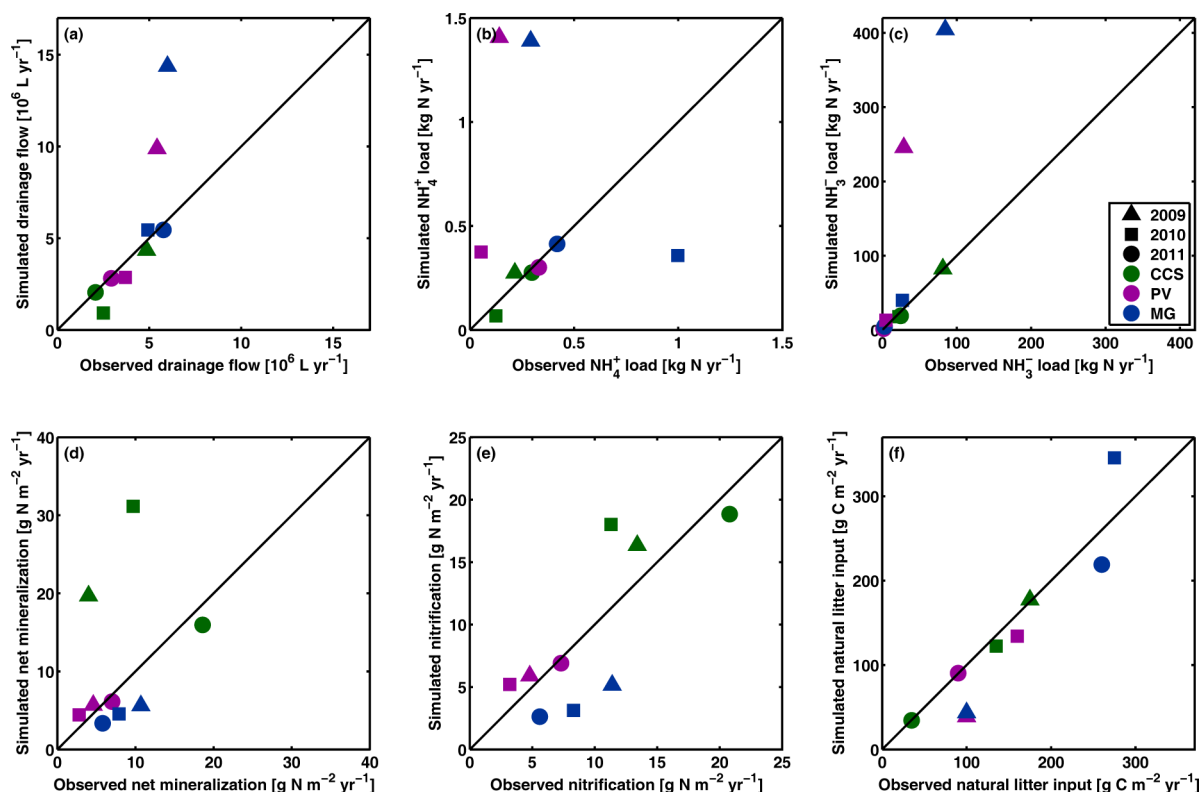 (a)
Simulated drainage flow [10⁶ L yr⁻¹]
15
10
5
0
0 5 10 15
Observed drainage flow [10⁶ L yr⁻¹]
(b)
Simulated NH₄⁺ load [kg N yr⁻¹]
1.5
1
0.5
0
0 0.5 1 1.5
Observed NH₄⁺ load [kg N yr⁻¹]
(c)
Simulated NH₃⁻ load [kg N yr⁻¹]
400
300
200
100
0
0 100 200 300 400
Observed NH₃⁻ load [kg N yr⁻¹]
2009
2010
2011
CCS
PV
MG
(d)
Simulated net mineralization [g N m⁻² yr⁻¹]
40
30
20
10
0
0 10 20 30 40
Observed net mineralization [g N m⁻² yr⁻¹]
(e)
Simulated nitrification [g N m⁻² yr⁻¹]
25
20
15
10
5
0
0 5 10 15 20 25
Observed nitrification [g N m⁻² yr⁻¹]
(f)
Simulated natural litter input [g C m⁻² yr⁻¹]
300
200
100
0
0 100 200 300
Observed natural litter input [g C m⁻² yr⁻¹]